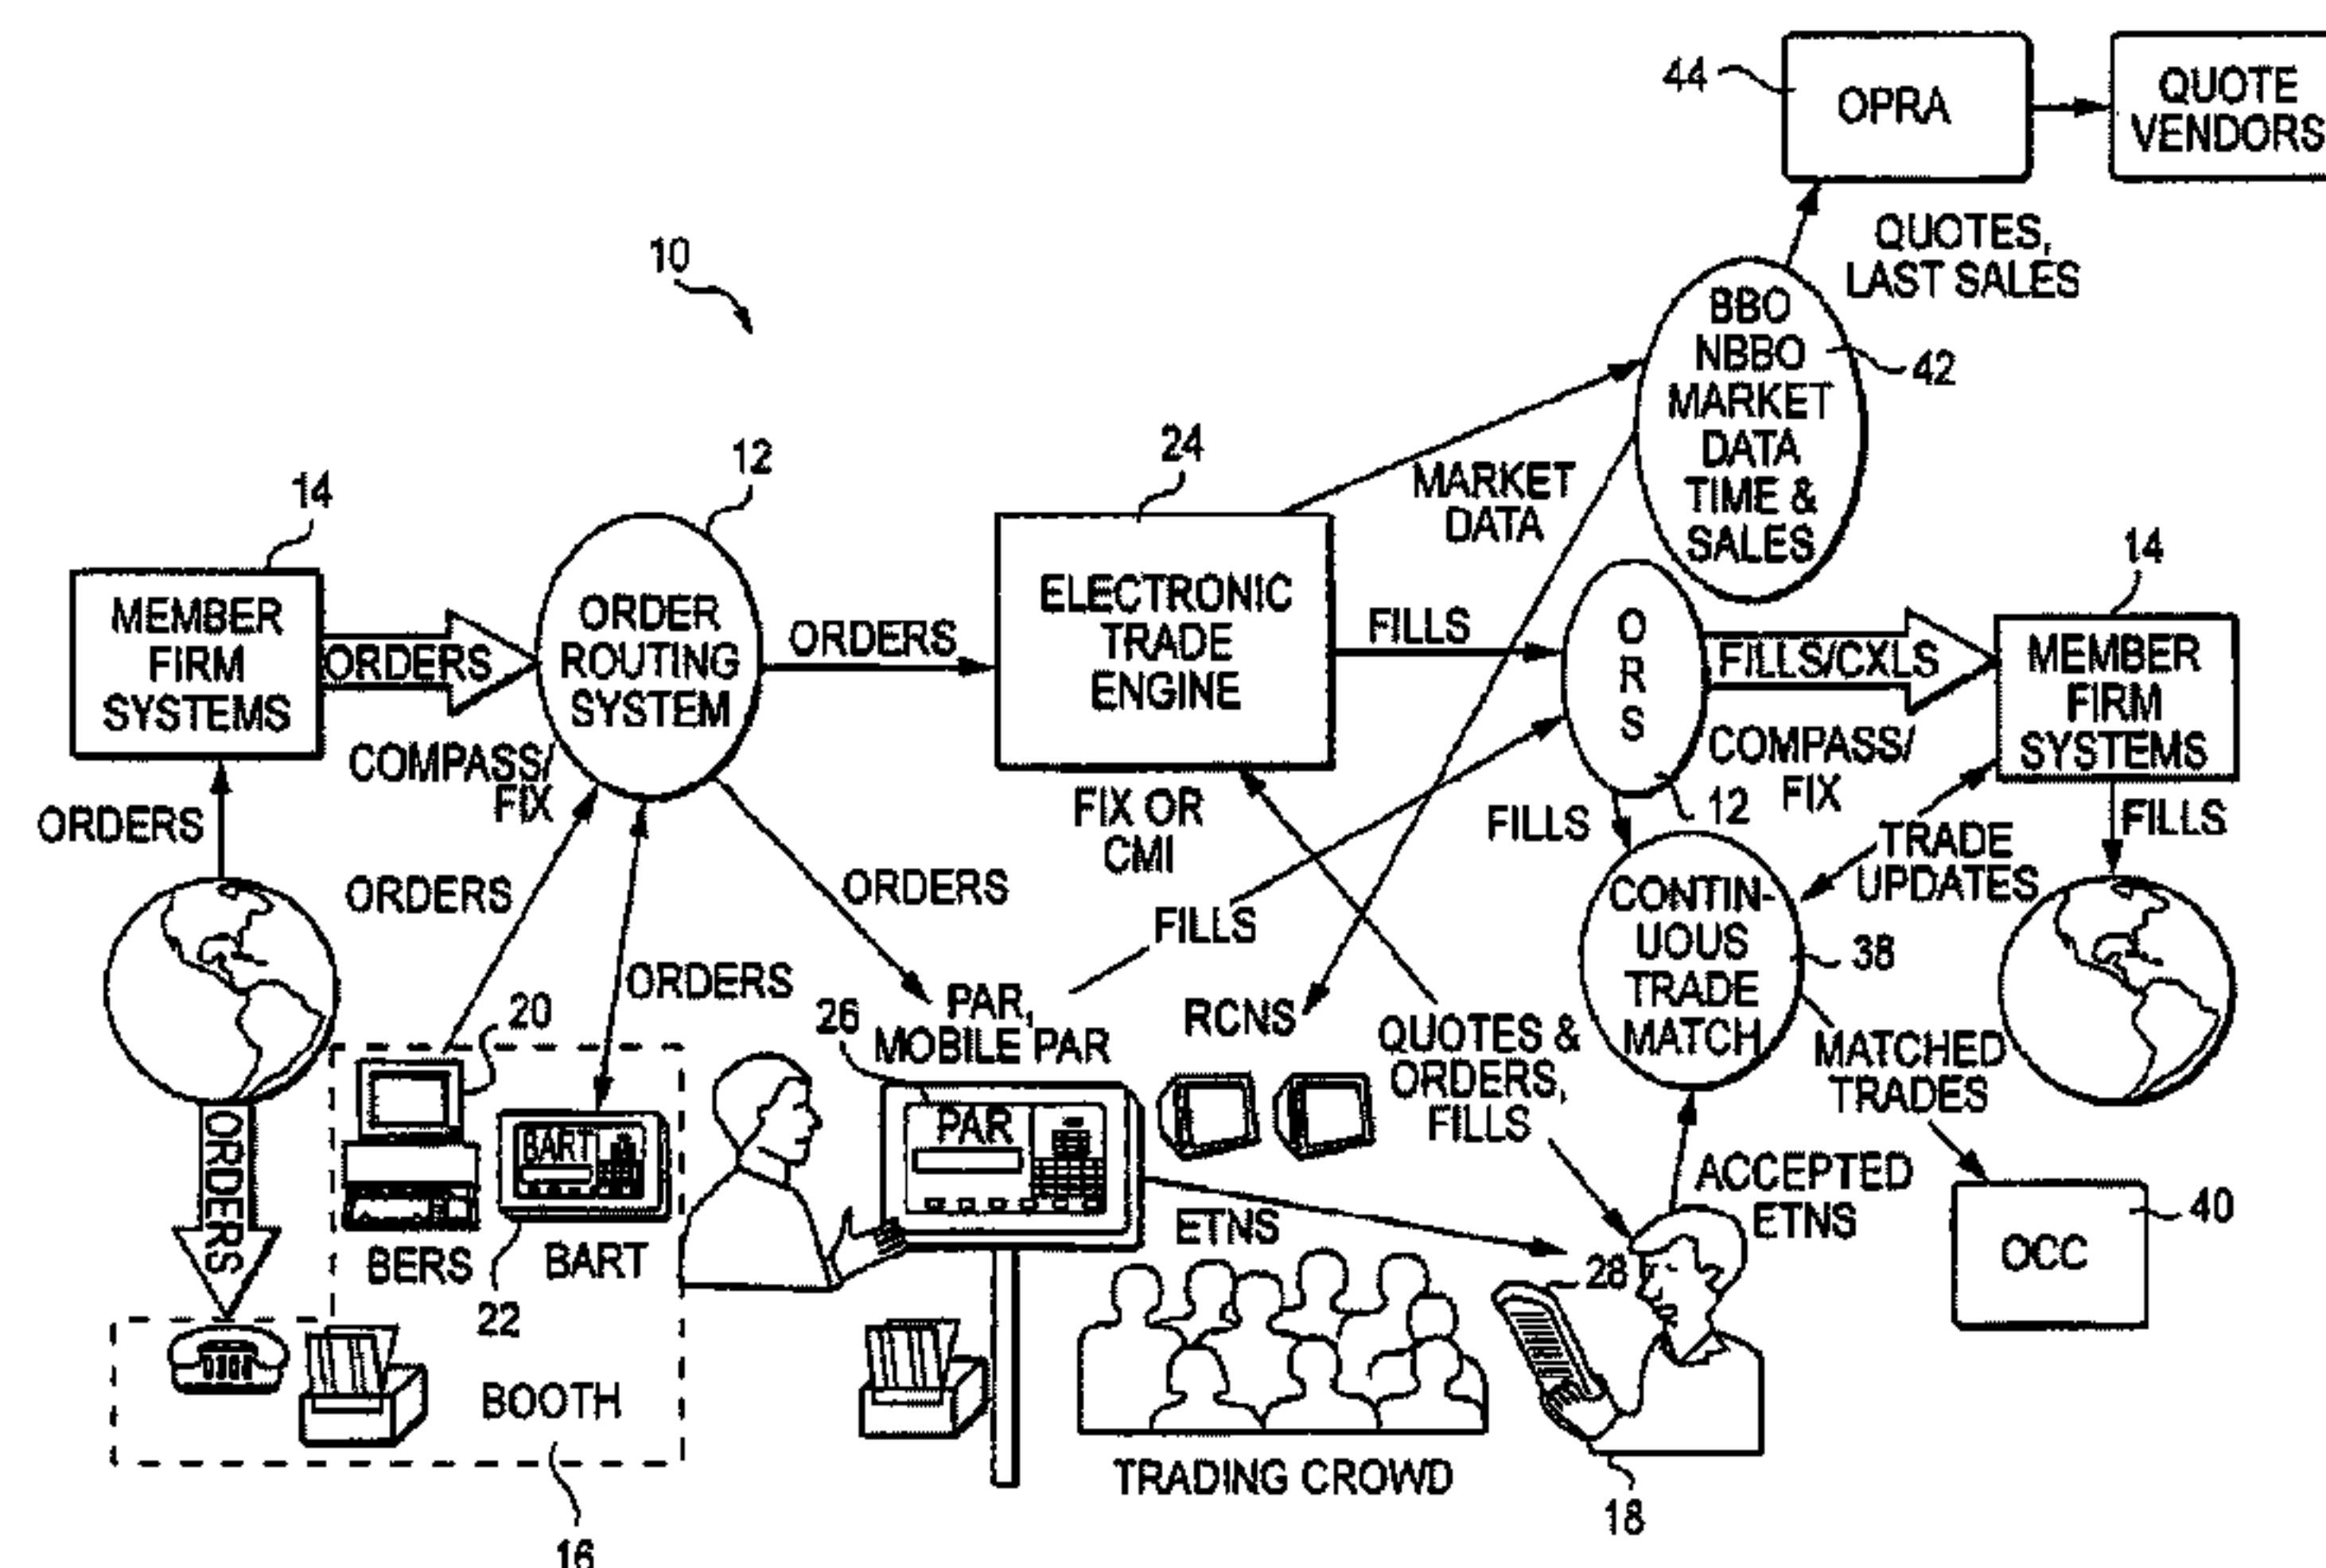 44
OPRA
QUOTE
VENDORS
QUOTES,
LAST SALES
10
BBO
NBBO
MARKET
DATA
TIME &
SALES
42
MARKET
DATA
14
MEMBER
FIRM
SYSTEMS
ORDERS
12
ORDER
ROUTING
SYSTEM
COMPASS/
FIX
ORDERS
24
ELECTRONIC
TRADE
ENGINE
FIX OR
CMI
FILLS
O
R
S
12
FILLS/CXLS
COMPASS/
FIX
14
MEMBER
FIRM
SYSTEMS
FILLS
ORDERS
ORDERS
ORDERS
ORDERS
FILLS
FILLS
TRADE
UPDATES
CONTIN-
UOUS
TRADE
MATCH
38
MATCHED
TRADES
OCC
40
ORDERS
20
BERS
BART
22
BART
PAR,
MOBILE PAR
26
PAR
RCNS
QUOTES &
ORDERS,
FILLS
ETNS
ACCEPTED
ETNS
28
BOOTH
16
TRADING CROWD
18